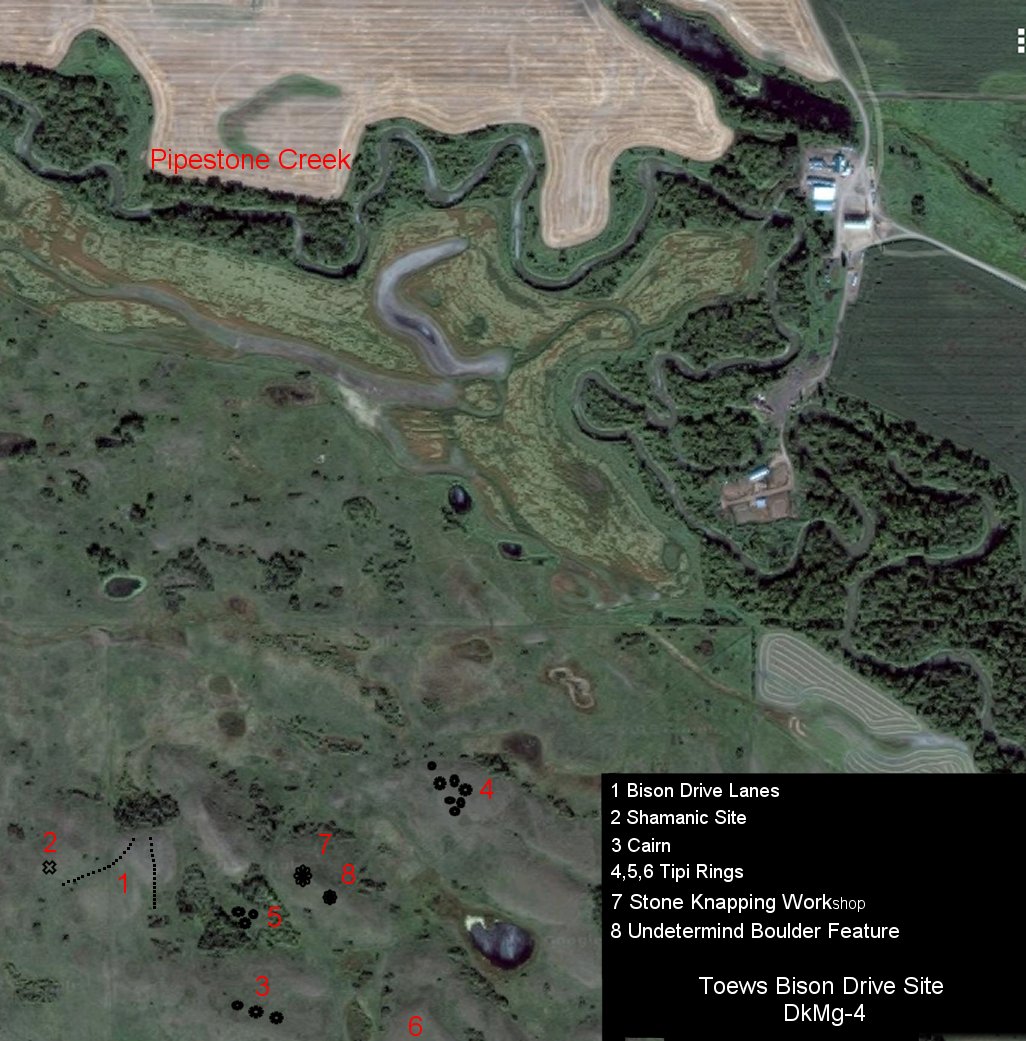 Pipestone Creek
4
1 Bison Drive Lanes
2 Shamanic Site
3 Cairn
4,5,6 Tipi Rings
7 Stone Knapping Workshop
8 Undetermind Boulder Feature
2
7
8
1
5
3
6
Toews Bison Drive Site
DkMg-4